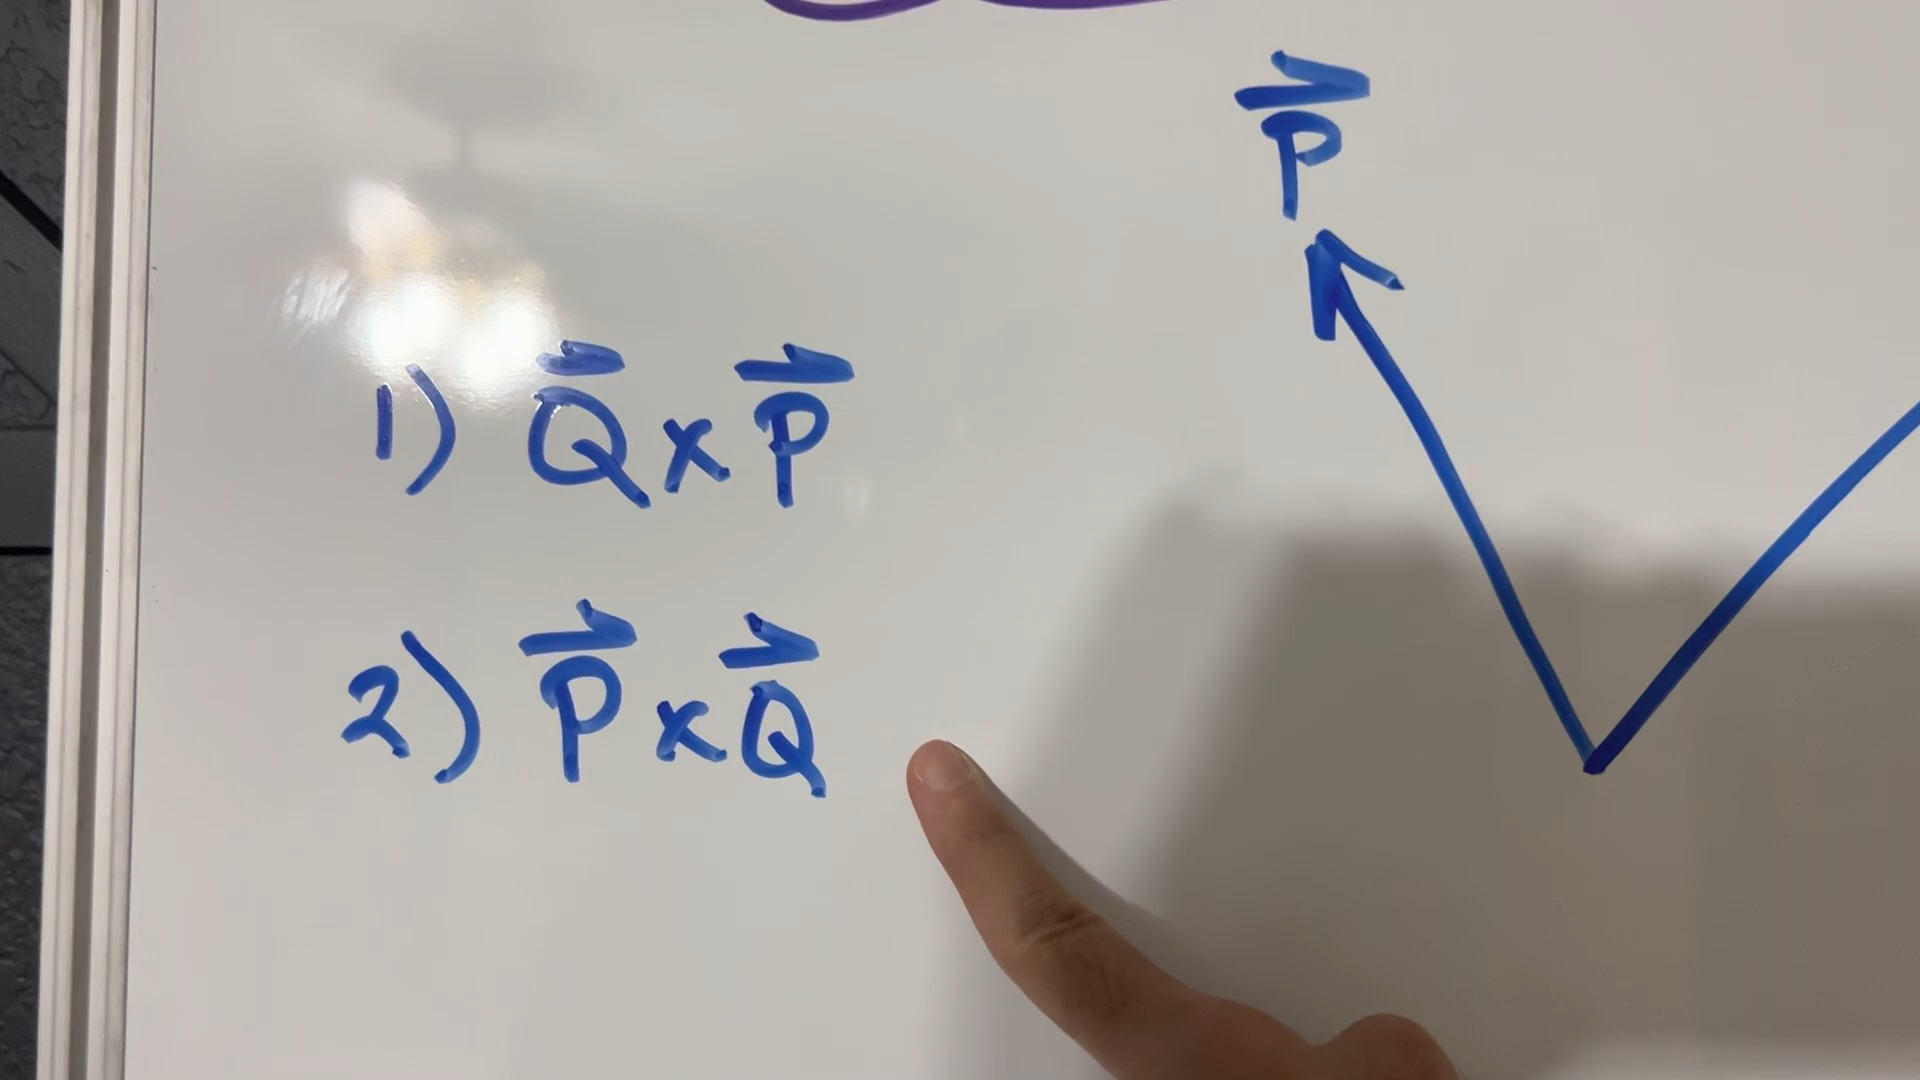 P⃗
1) Q⃗ x P⃗
2) P⃗ x Q⃗